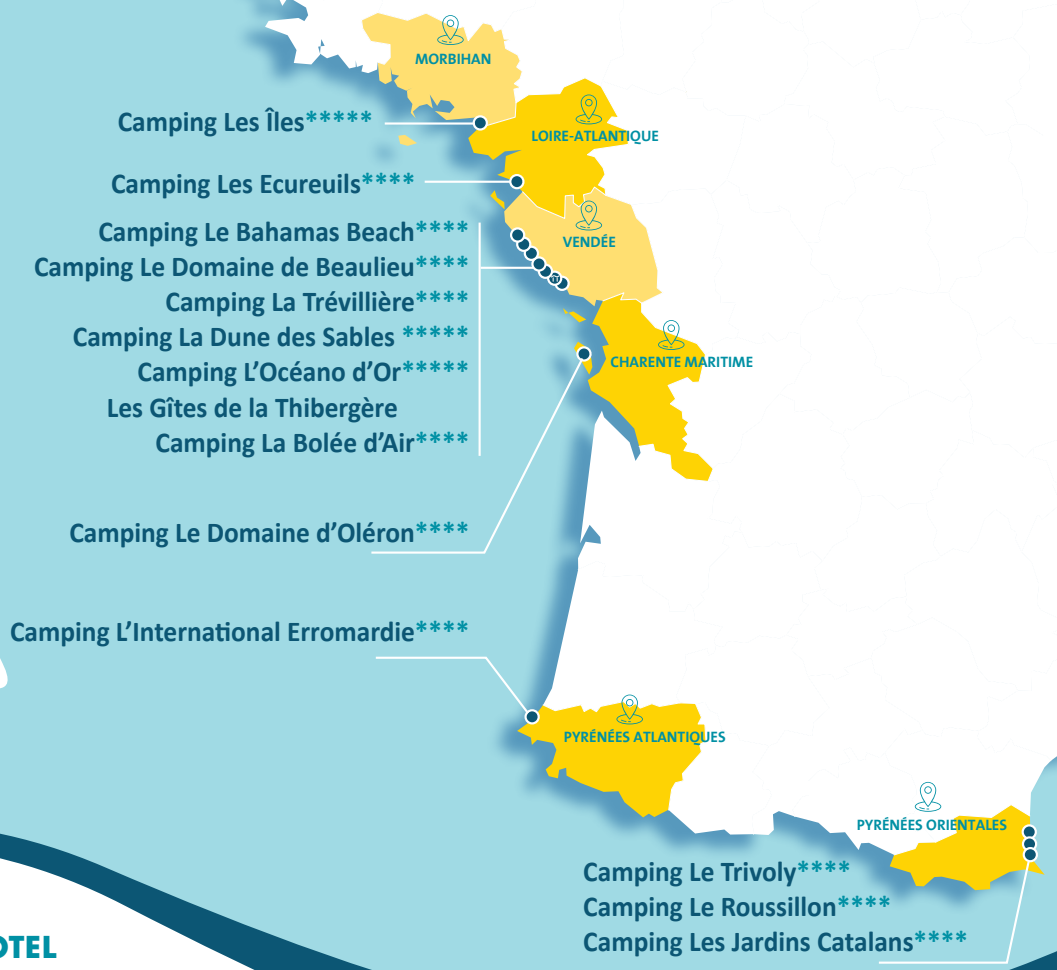 MORBIHAN
Camping Les Îles*****
LOIRE-ATLANTIQUE
Camping Les Ecureuils****
Camping Le Bahamas Beach****
VENDÉE
Camping Le Domaine de Beaulieu****
Camping La Trévillière****
Camping La Dune des Sables *****
CHARENTE MARITIME
Camping L'Océano d'Or*****
Les Gîtes de la Thibergère
Camping La Bolée d'Air****
Camping Le Domaine d'Oléron****
Camping L'International Erromardie****
PYRÉNÉES ATLANTIQUES
PYRÉNÉES ORIENTALES
Camping Le Trivoly****
Camping Le Roussillon****
Camping Les Jardins Catalans****
OTEL